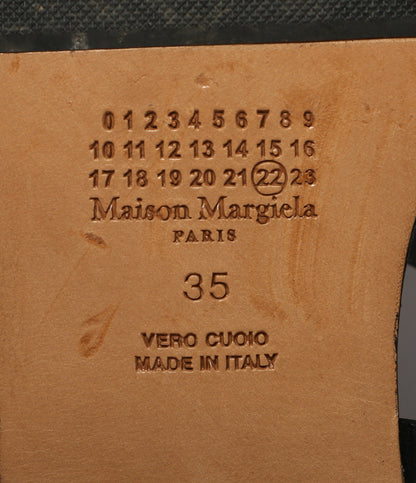 0 1 2 3 4 5 6 7 8 9
10 11 12 13 14 15 16
17 18 19 20 21 22 23
Maison Margiela
PARIS
35
VERO CUOIO
MADE IN ITALY